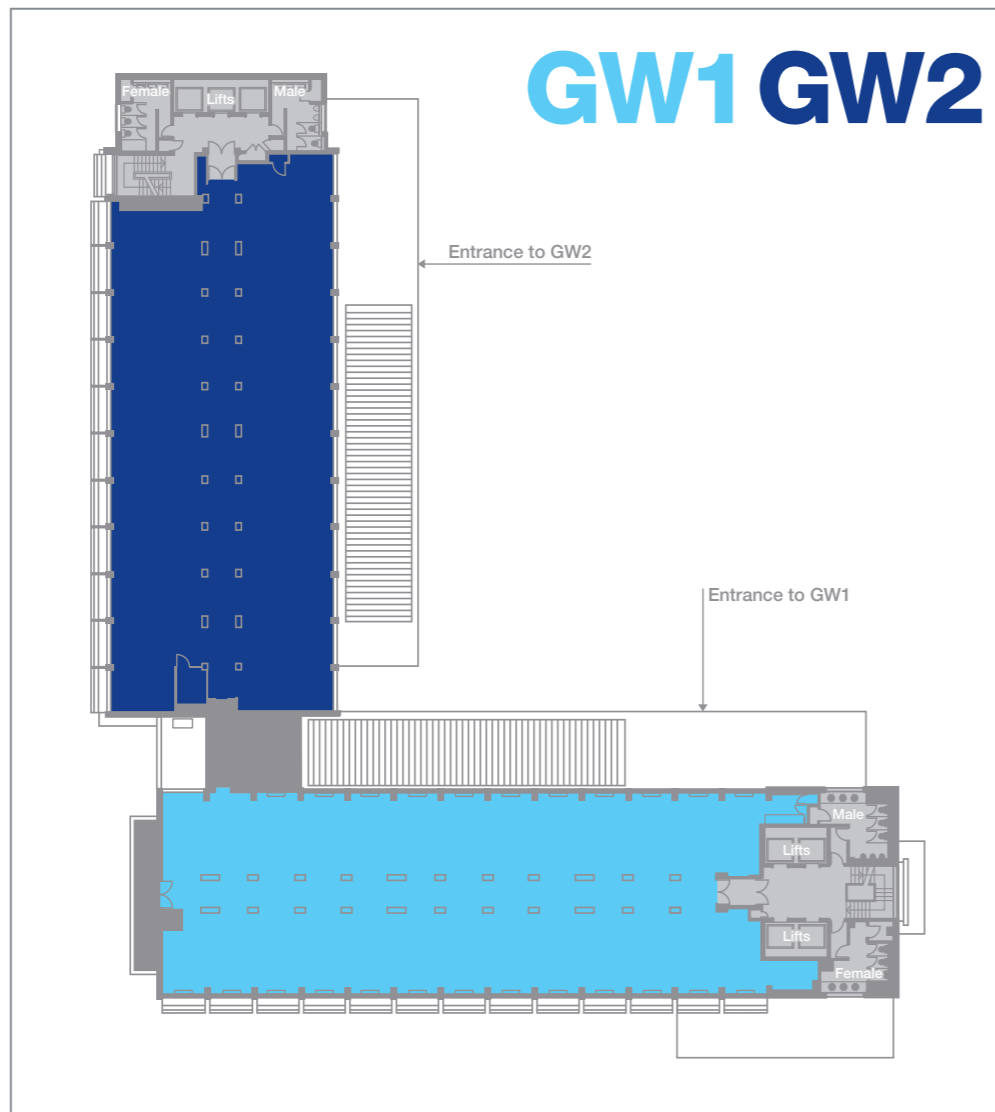 GW1 GW2
Female
Lifts
Male
Entrance to GW2
Entrance to GW1
Male
Lifts
Lifts
Female